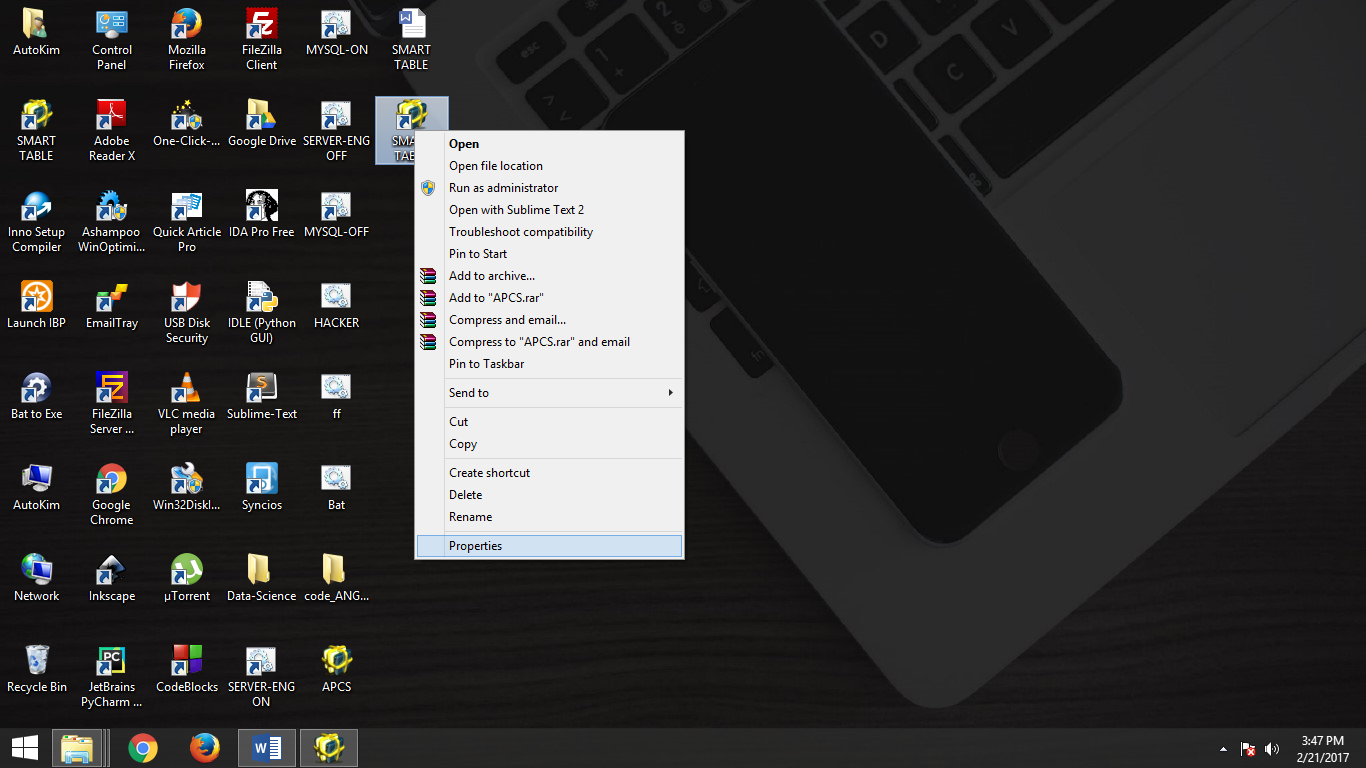 AutoKim
Control
Panel
Mozilla
Firefox
FileZilla
Client
MYSQL-ON
SMART
TABLE
SMART
TABLE
Adobe
Reader X
One-Click-...
Google Drive
SERVER-ENG
OFF
Inno Setup
Compiler
Ashampoo
WinOptimi...
Quick Article
Pro
IDA Pro Free
MYSQL-OFF
Launch IBP
EmailTray
USB Disk
Security
IDLE (Python
GUI)
HACKER
Bat to Exe
FileZilla
Server ...
VLC media
player
Sublime-Text
ff
AutoKim
Google
Chrome
Win32DiskI...
Syncios
Bat
Network
Inkscape
µTorrent
Data-Science
code_ANG...
Recycle Bin
JetBrains
PyCharm ...
CodeBlocks
SERVER-ENG
ON
APCS
Open
Open file location
Run as administrator
Open with Sublime Text 2
Troubleshoot compatibility
Pin to Start
Add to archive...
Add to "APCS.rar"
Compress and email...
Compress to "APCS.rar" and email
Pin to Taskbar
Send to
Cut
Copy
Create shortcut
Delete
Rename
Properties
3:47 PM
2/21/2017